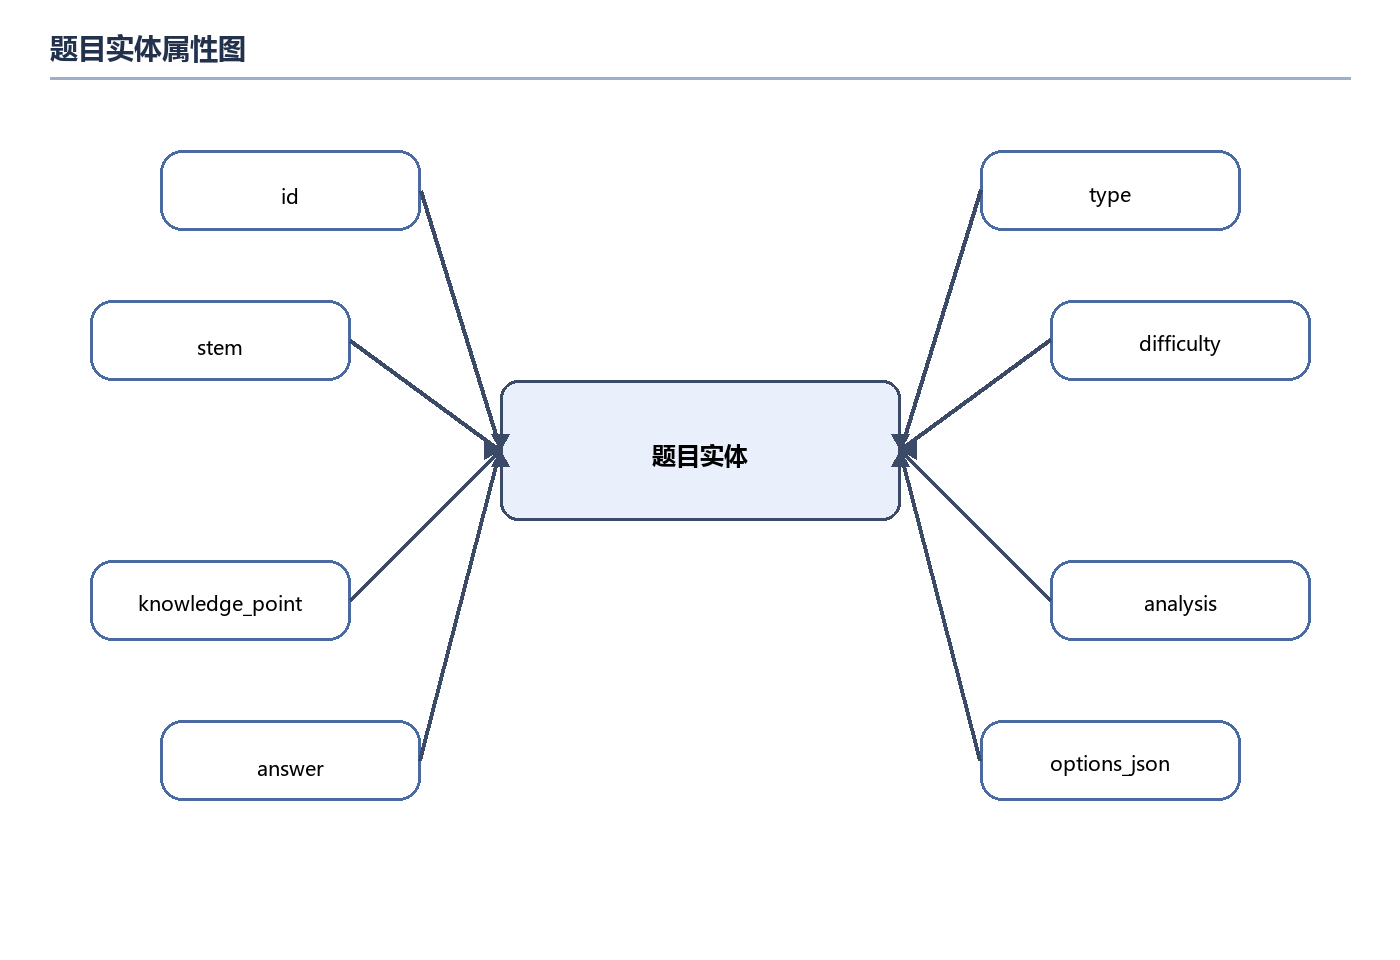 题目实体属性图
id
type
stem
difficulty
题目实体
knowledge_point
analysis
answer
options_json